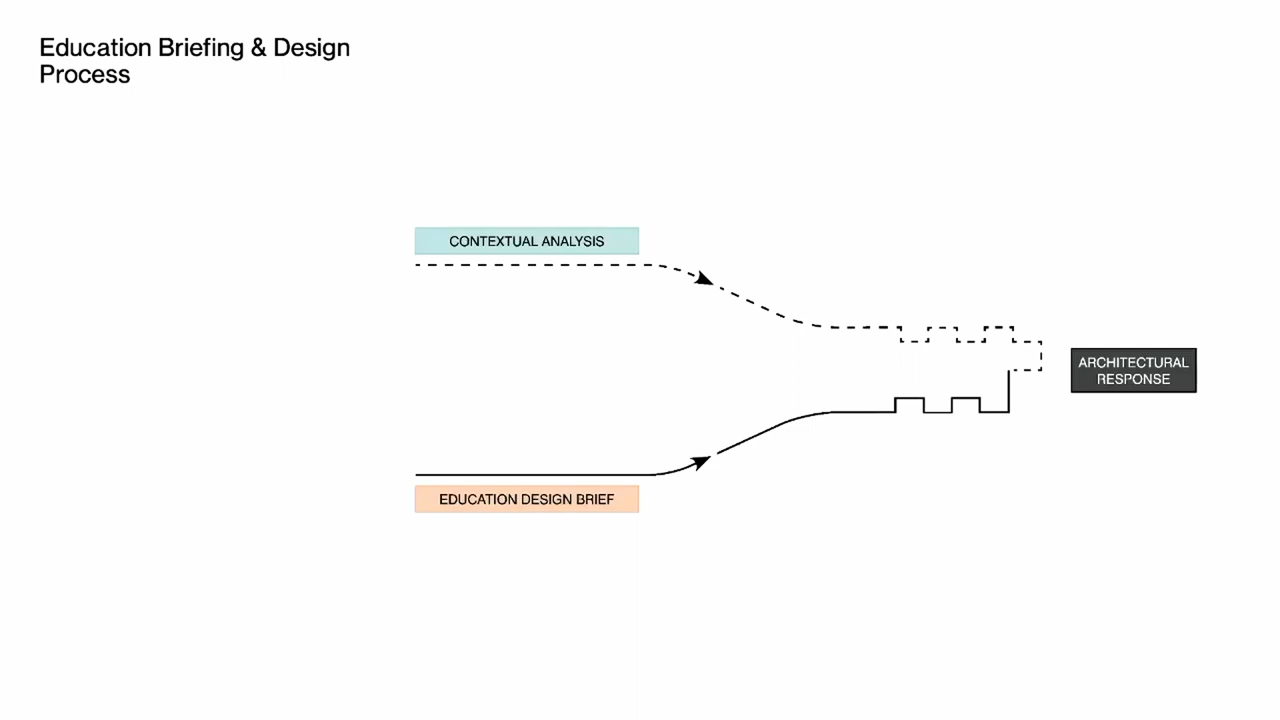 Education Briefing & Design
Process
CONTEXTUAL ANALYSIS
ARCHITECTURAL
RESPONSE
EDUCATION DESIGN BRIEF